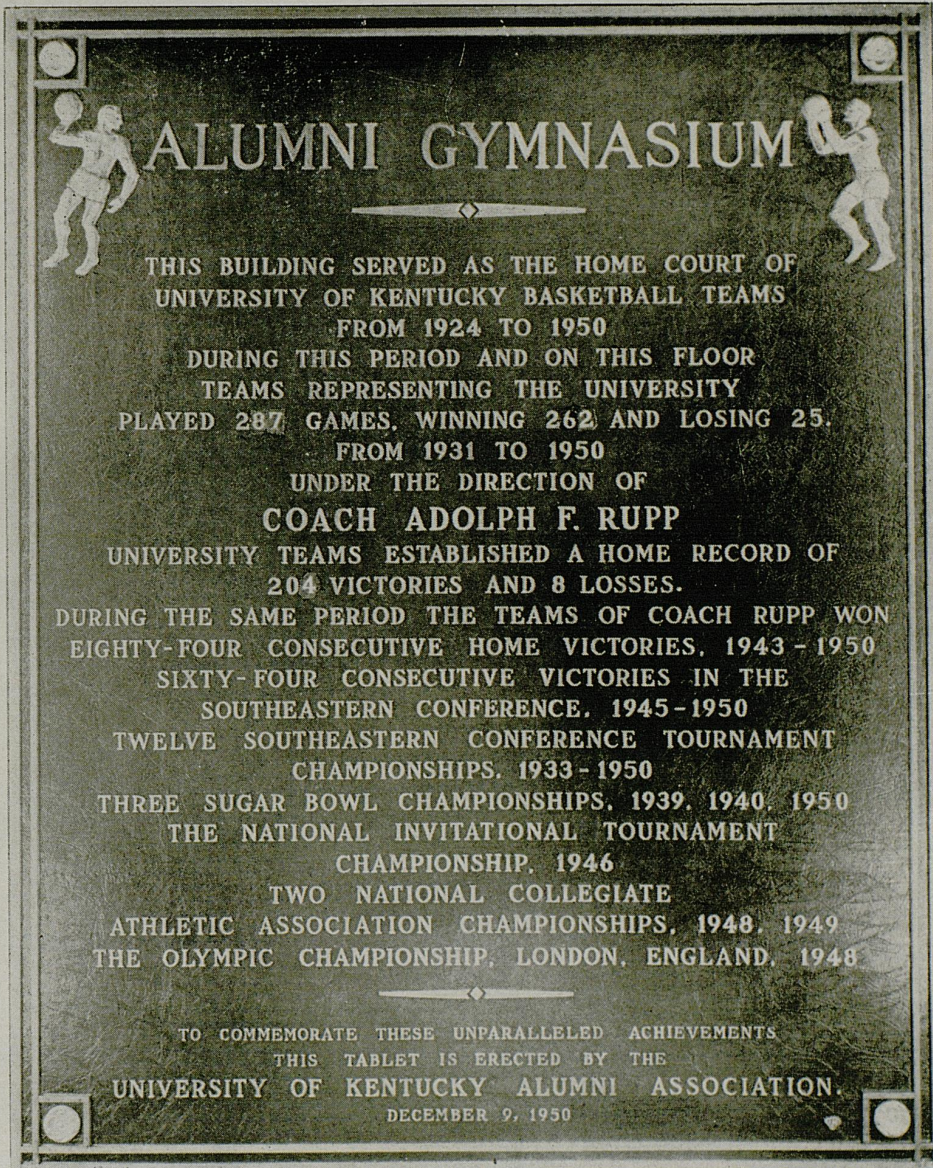 ALUMNI GYMNASIUM
THIS BUILDING SERVED AS THE HOME COURT OF
UNIVERSITY OF KENTUCKY BASKETBALL TEAMS
FROM 1924 TO 1950
DURING THIS PERIOD AND ON THIS FLOOR
TEAMS REPRESENTING THE UNIVERSITY
PLAYED 287 GAMES, WINNING 262 AND LOSING 25.
FROM 1931 TO 1950
UNDER THE DIRECTION OF
COACH ADOLPH F. RUPP
UNIVERSITY TEAMS ESTABLISHED A HOME RECORD OF
204 VICTORIES AND 8 LOSSES.
DURING THE SAME PERIOD THE TEAMS OF COACH RUPP WON
EIGHTY-FOUR CONSECUTIVE HOME VICTORIES, 1943-1950
SIXTY-FOUR CONSECUTIVE VICTORIES IN THE
SOUTHEASTERN CONFERENCE, 1945-1950
TWELVE SOUTHEASTERN CONFERENCE TOURNAMENT
CHAMPIONSHIPS, 1933-1950
THREE SUGAR BOWL CHAMPIONSHIPS, 1939, 1940, 1950
THE NATIONAL INVITATIONAL TOURNAMENT
CHAMPIONSHIP, 1946
TWO NATIONAL COLLEGIATE
ATHLETIC ASSOCIATION CHAMPIONSHIPS, 1948, 1949
THE OLYMPIC CHAMPIONSHIP, LONDON, ENGLAND, 1948
TO COMMEMORATE THESE UNPARALLELED ACHIEVEMENTS
THIS TABLET IS ERECTED BY THE
UNIVERSITY OF KENTUCKY ALUMNI ASSOCIATION.
DECEMBER 9, 1950